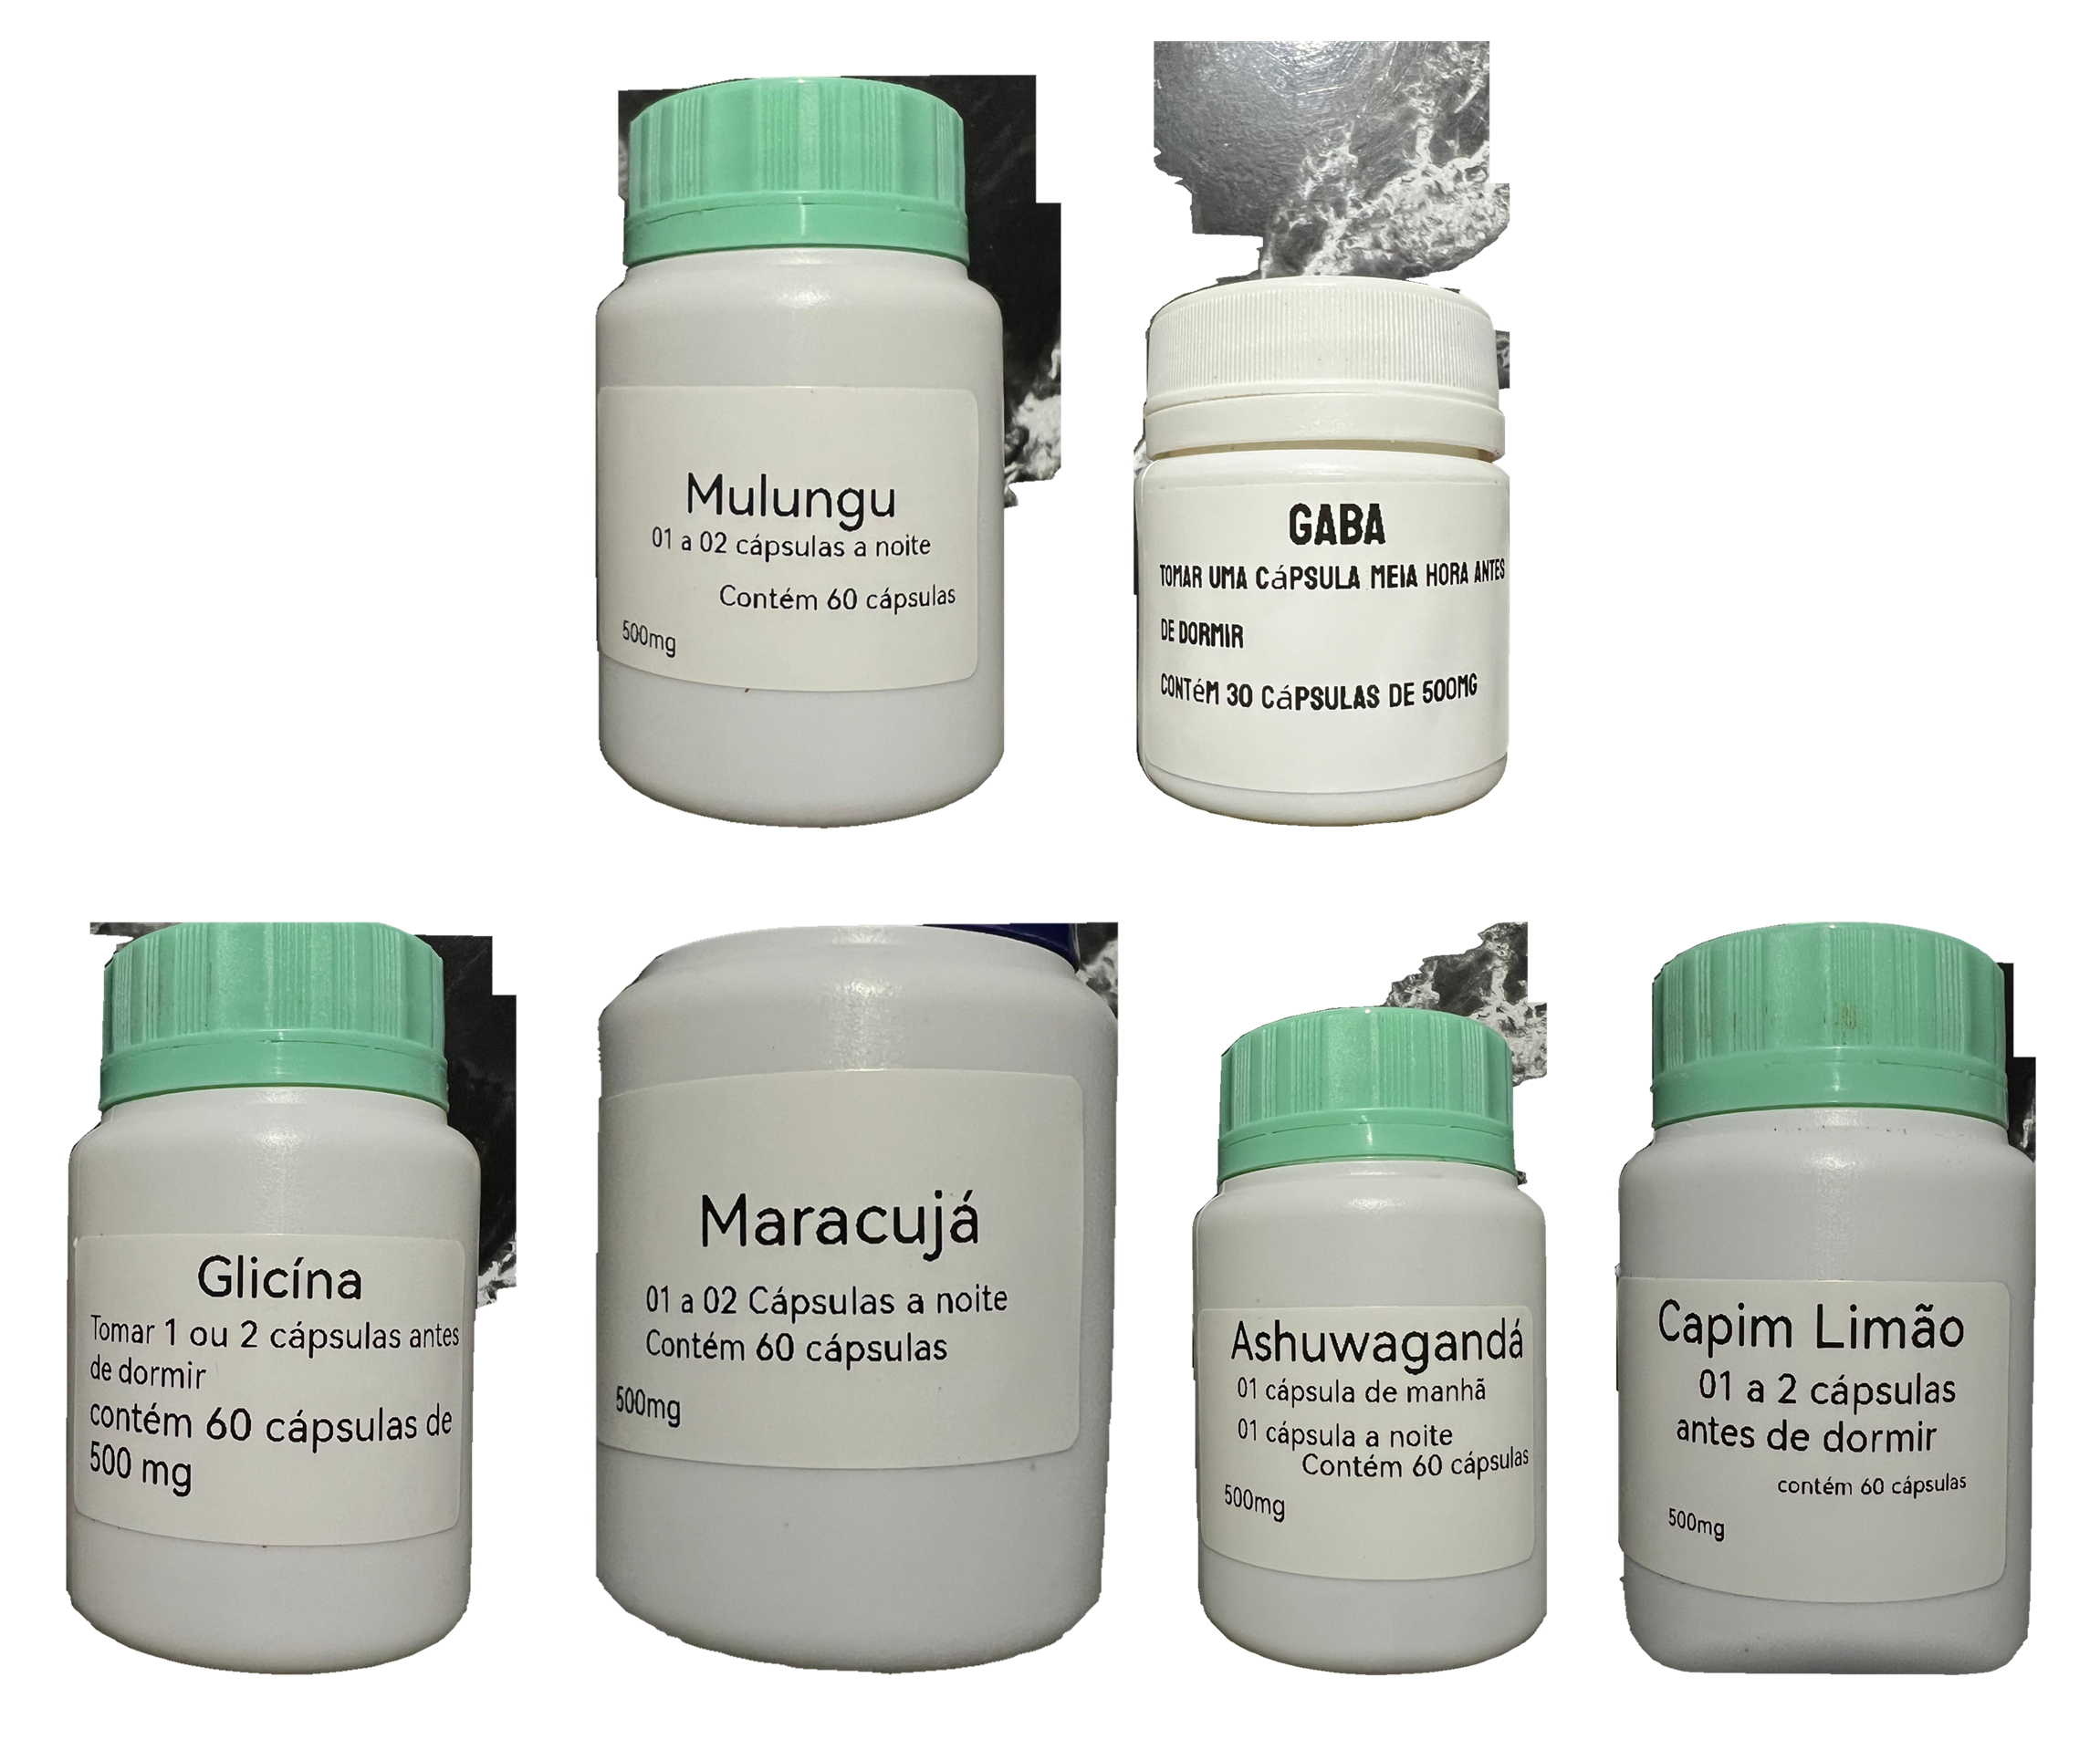 Mulungu
01 a 02 cápsulas a noite
Contém 60 cápsulas
500mg
GABA
TOMAR UMA CáPSULA MEIA HORA ANTES
DE DORMIR
CONTéM 30 CáPSULAS DE 500MG
Glicína
Tomar 1 ou 2 cápsulas antes
de dormir
contém 60 cápsulas de
500 mg
Maracujá
01 a 02 Cápsulas a noite
Contém 60 cápsulas
500mg
Ashuwagandá
01 cápsula de manhã
01 cápsula a noite
Contém 60 cápsulas
500mg
Capim Limão
01 a 2 cápsulas
antes de dormir
contém 60 cápsulas
500mg